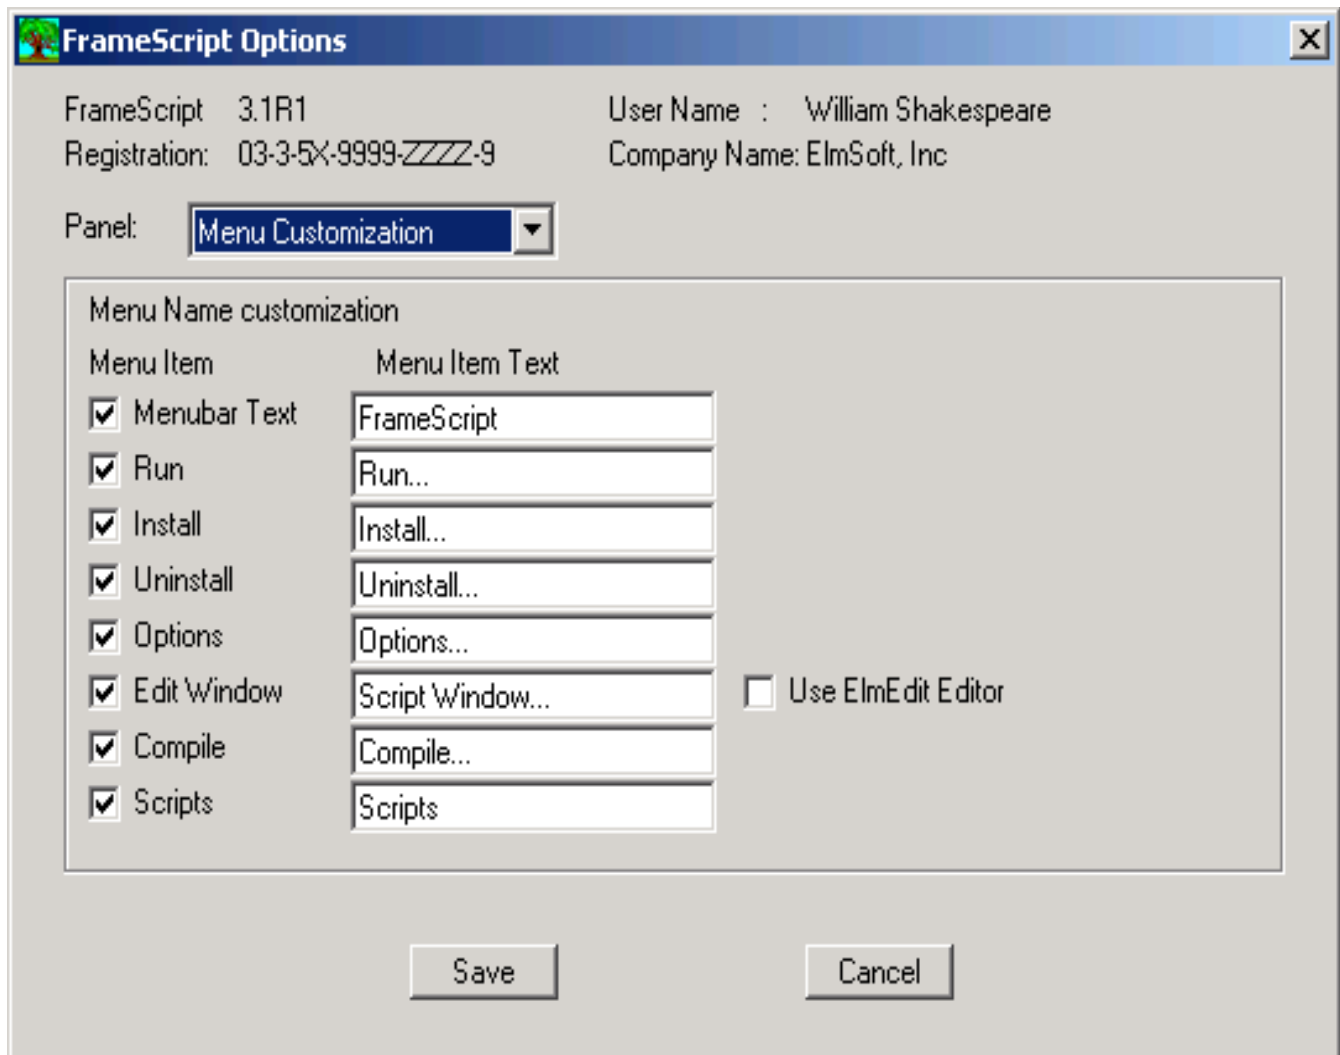 FrameScript Options
FrameScript 3.1R1 User Name : William Shakespeare
Registration: 03-3-5X-9999-ZZZZ-9 Company Name: ElmSoft, Inc
Panel: Menu Customization
Menu Name customization
Menu Item Menu Item Text
Menubar Text FrameScript
Run Run...
Install Install...
Uninstall Uninstall...
Options Options...
Edit Window Script Window... Use ElmEdit Editor
Compile Compile...
Scripts Scripts
Save Cancel